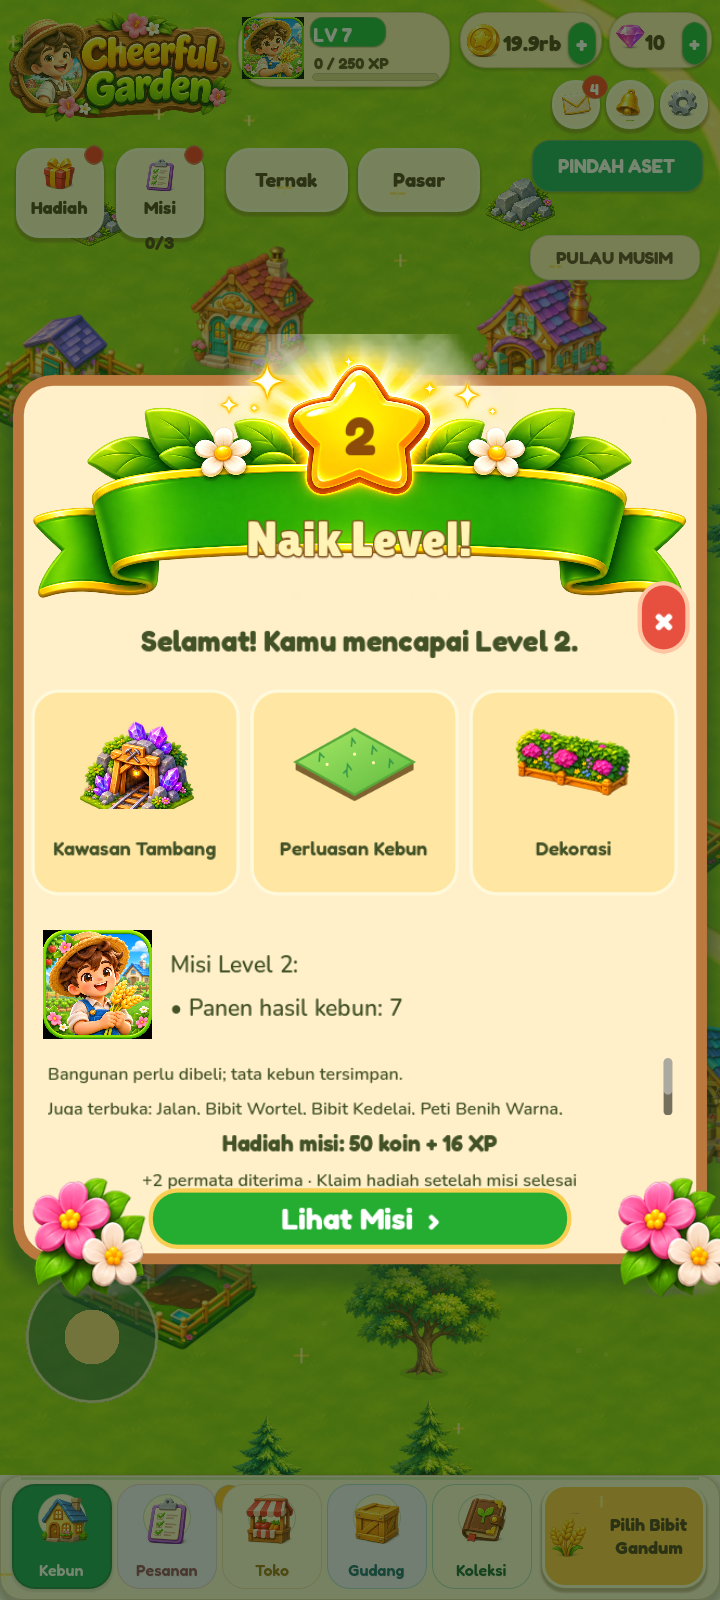 Cheerful
Garden
LV 7
0 / 250 XP
19.9rb
+
10
+
4
Hadiah
Misi
0/3
Ternak
Pasar
PINDAH ASET
PULAU MUSIM
2
Naik Level!
Selamat! Kamu mencapai Level 2.
Kawasan Tambang
Perluasan Kebun
Dekorasi
Misi Level 2:
• Panen hasil kebun: 7
Bangunan perlu dibeli; tata kebun tersimpan.
Juga terbuka: Jalan, Bibit Wortel, Bibit Kedelai, Peti Benih Warna,
Hadiah misi: 50 koin + 16 XP
+2 permata diterima · Klaim hadiah setelah misi selesai
Lihat Misi ›
Kebun
Pesanan
Toko
Gudang
Koleksi
Pilih Bibit
Gandum